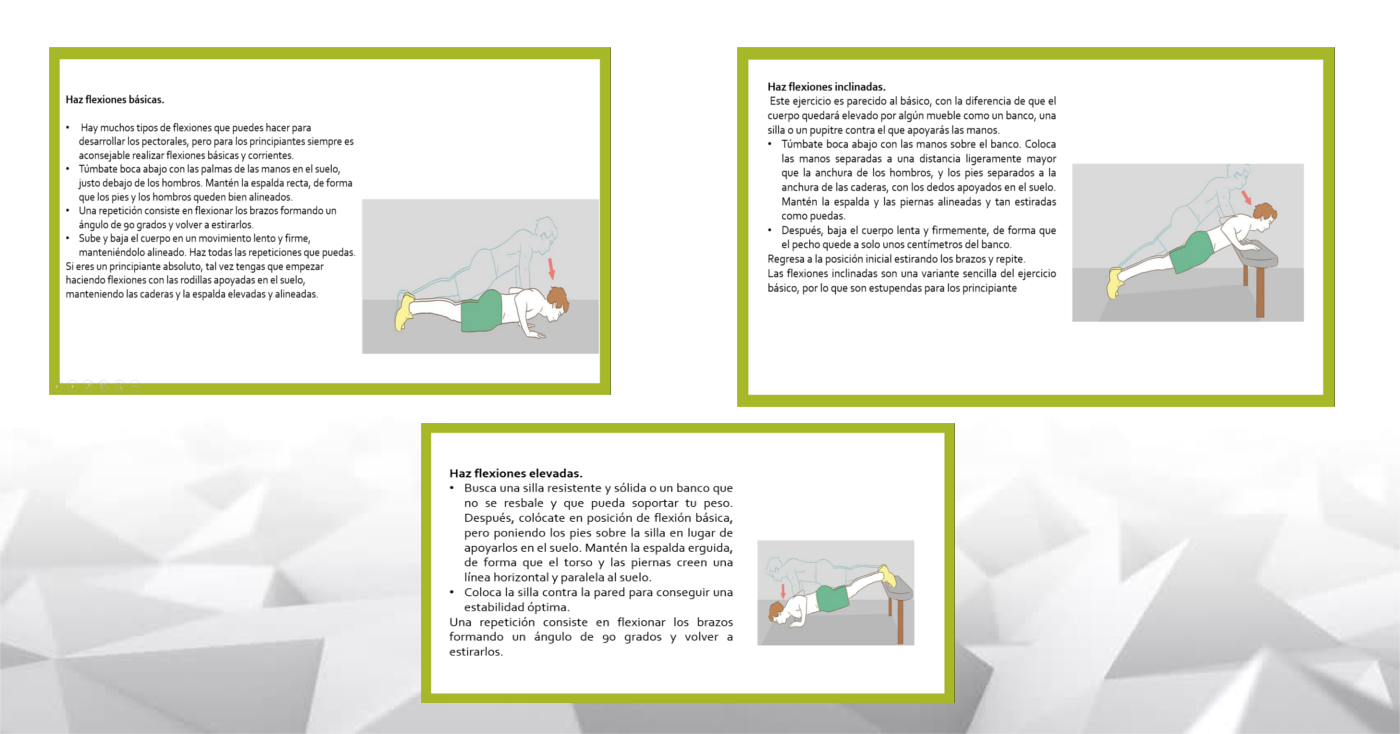 Haz flexiones básicas.
• Hay muchos tipos de flexiones que puedes hacer para
desarrollar los pectorales, pero para los principiantes siempre es
aconsejable realizar flexiones básicas y corrientes.
• Túmbate boca abajo con las palmas de las manos en el suelo,
justo debajo de los hombros. Mantén la espalda recta, de forma
que los pies y los hombros queden bien alineados.
• Una repetición consiste en flexionar los brazos formando un
ángulo de 90 grados y volver a estirarlos.
• Sube y baja el cuerpo en un movimiento lento y firme,
manteniéndolo alineado. Haz todas las repeticiones que puedas.
Si eres un principiante absoluto, tal vez tengas que empezar
haciendo flexiones con las rodillas apoyadas en el suelo,
manteniendo las caderas y la espalda elevadas y alineadas.
Haz flexiones inclinadas.
Este ejercicio es parecido al básico, con la diferencia de que el
cuerpo quedará elevado por algún mueble como un banco, una
silla o un pupitre contra el que apoyarás las manos.
• Túmbate boca abajo con las manos sobre el banco. Coloca
las manos separadas a una distancia ligeramente mayor
que la anchura de los hombros, y los pies separados a la
anchura de las caderas, con los dedos apoyados en el suelo.
Mantén la espalda y las piernas alineadas y tan estiradas
como puedas.
• Después, baja el cuerpo lenta y firmemente, de forma que
el pecho quede a solo unos centímetros del banco.
Regresa a la posición inicial estirando los brazos y repite.
Las flexiones inclinadas son una variante sencilla del ejercicio
básico, por lo que son estupendas para los principiante
Haz flexiones elevadas.
• Busca una silla resistente y sólida o un banco que
no se resbale y que pueda soportar tu peso.
Después, colócate en posición de flexión básica,
pero poniendo los pies sobre la silla en lugar de
apoyarlos en el suelo. Mantén la espalda erguida,
de forma que el torso y las piernas creen una
línea horizontal y paralela al suelo.
• Coloca la silla contra la pared para conseguir una
estabilidad óptima.
Una repetición consiste en flexionar los brazos
formando un ángulo de 90 grados y volver a
estirarlos.